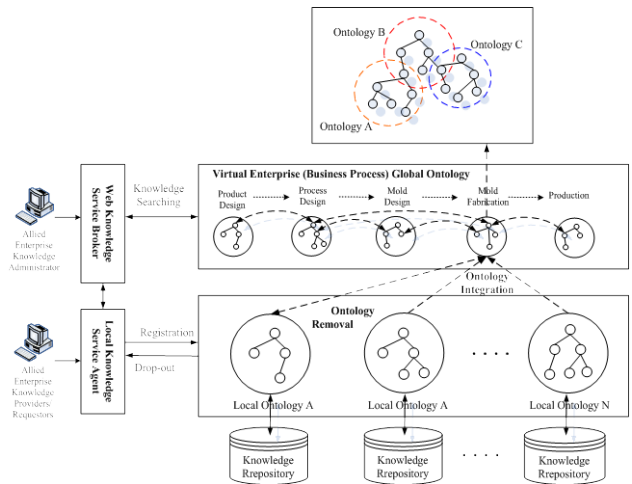 Ontology B
Ontology C
Ontology A
Virtual Enterprise (Business Process) Global Ontology
Product
Design
Process
Design
Mold
Design
Mold
Fabrication
Production
Knowledge
Searching
Web Knowledge
Service Broker
Allied
Enterprise
Knowledge
Administrator
Ontology
Integration
Local Knowledge
Service Agent
Registration
Drop-out
Allied
Enterprise
Knowledge
Providers/
Requestors
Ontology
Removal
. . . .
Local Ontology A
Local Ontology A
Local Ontology N
Knowledge
Rrepository
Knowledge
Rrepository
. . . .
Knowledge
Rrepository